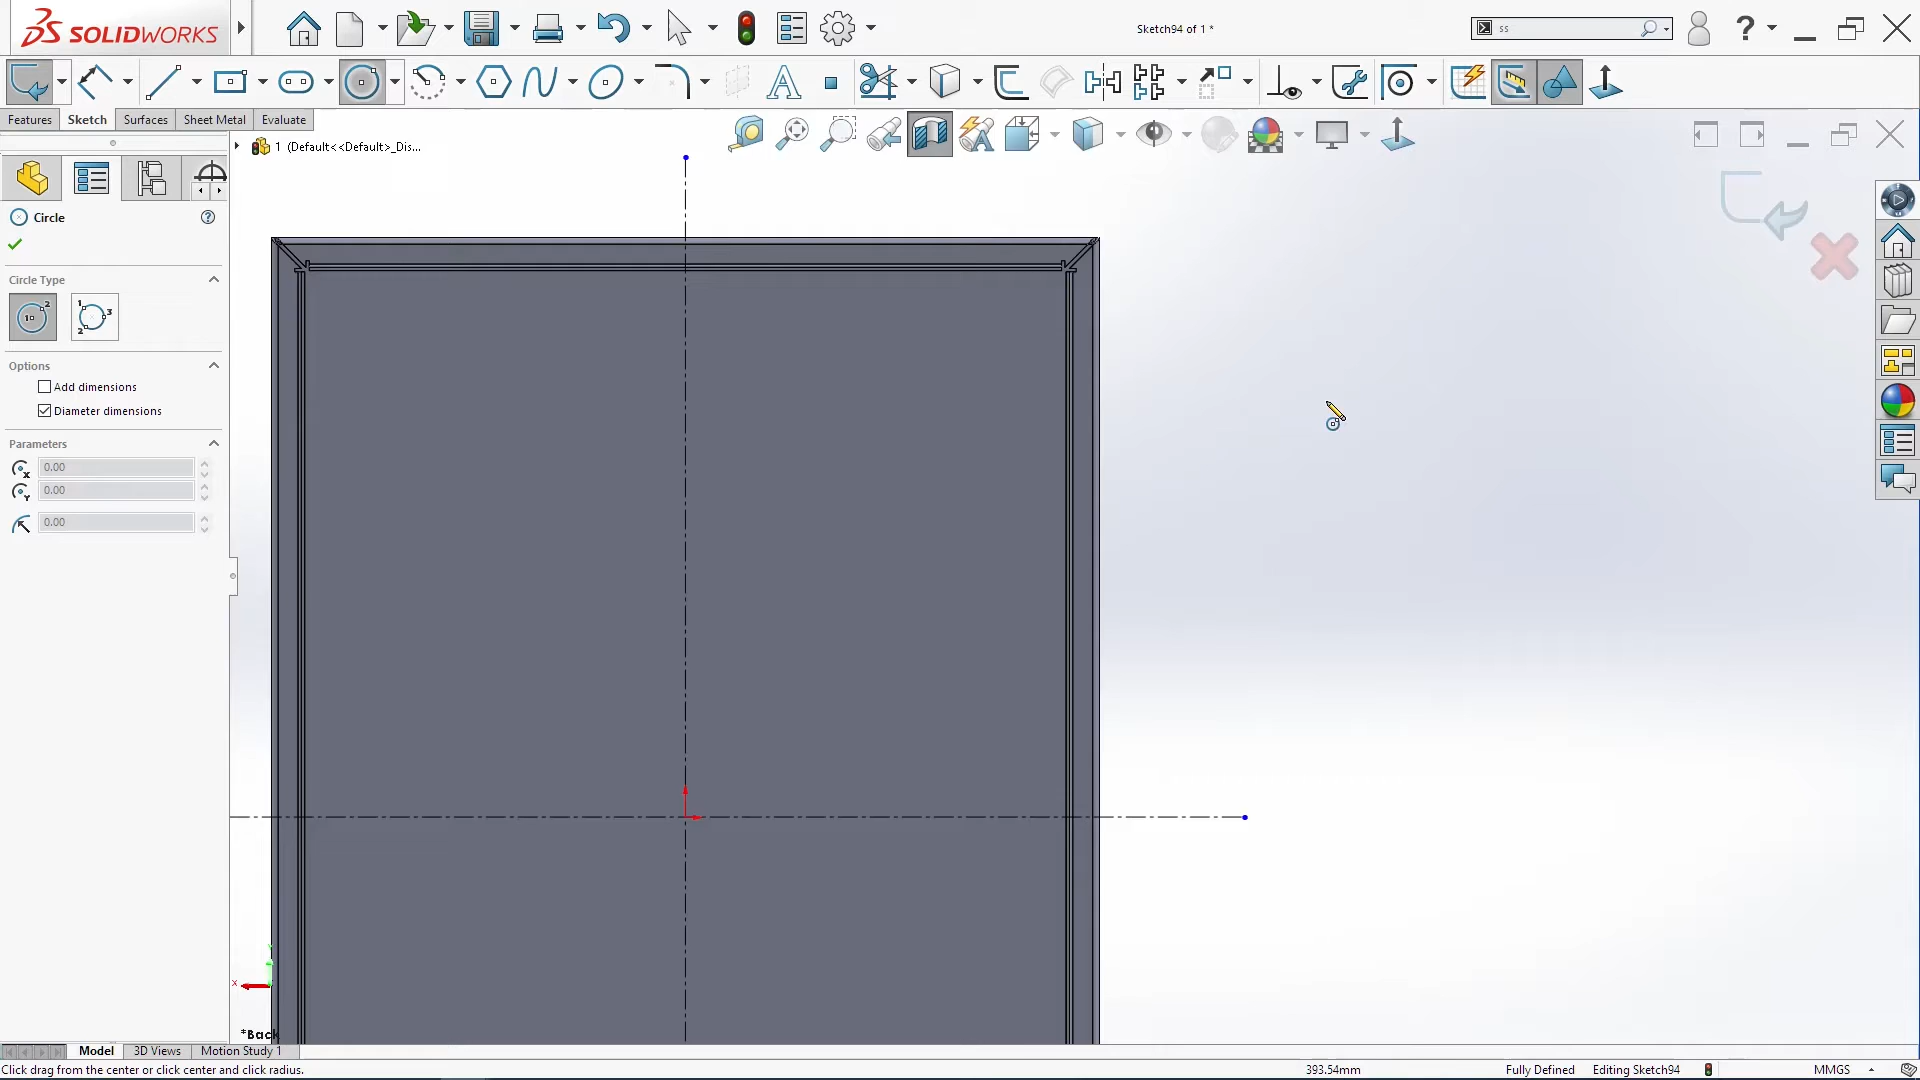 SOLIDWORKS
Sketch94 of 1 *
ss
?
Features
Sketch
Surfaces
Sheet Metal
Evaluate
1 (Default<<Default>_Dis...
Circle
?
Circle Type
Options
Add dimensions
Diameter dimensions
Parameters
0.00
0.00
0.00
Y
X
*Back
Model
3D Views
Motion Study 1
Click drag from the center or click center and click radius.
393.54mm
Fully Defined
Editing Sketch94
MMGS